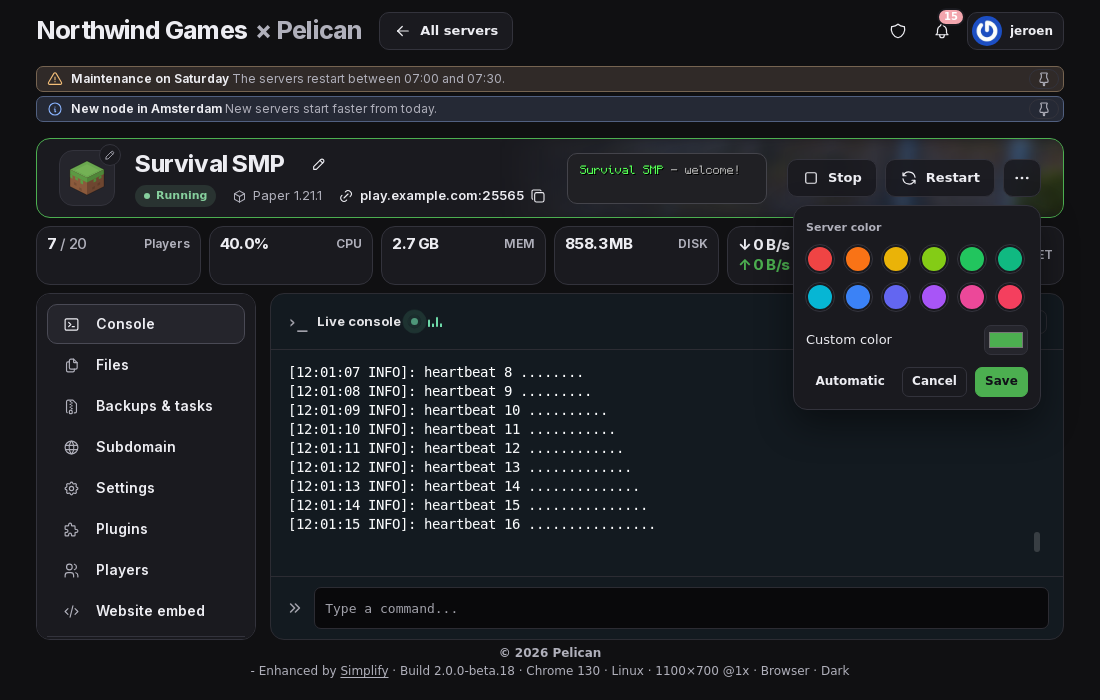 Northwind Games × Pelican
All servers
15
jeroen
Maintenance on Saturday The servers restart between 07:00 and 07:30.
New node in Amsterdam New servers start faster from today.
Survival SMP
Running
Paper 1.21.1
play.example.com:25565
Survival SMP — welcome!
Stop
Restart
7 / 20
Players
40.0%
CPU
2.7 GB
MEM
858.3 MB
DISK
↓ 0 B/s
↑ 0 B/s
Server color
Custom color
Automatic
Cancel
Save
Console
Files
Backups & tasks
Subdomain
Settings
Plugins
Players
Website embed
Live console
[12:01:07 INFO]: heartbeat 8 ........
[12:01:08 INFO]: heartbeat 9 .........
[12:01:09 INFO]: heartbeat 10 ..........
[12:01:10 INFO]: heartbeat 11 ...........
[12:01:11 INFO]: heartbeat 12 ............
[12:01:12 INFO]: heartbeat 13 .............
[12:01:13 INFO]: heartbeat 14 ..............
[12:01:14 INFO]: heartbeat 15 ...............
[12:01:15 INFO]: heartbeat 16 ................
Type a command...
© 2026 Pelican
- Enhanced by Simplify · Build 2.0.0-beta.18 · Chrome 130 · Linux · 1100×700 @1x · Browser · Dark